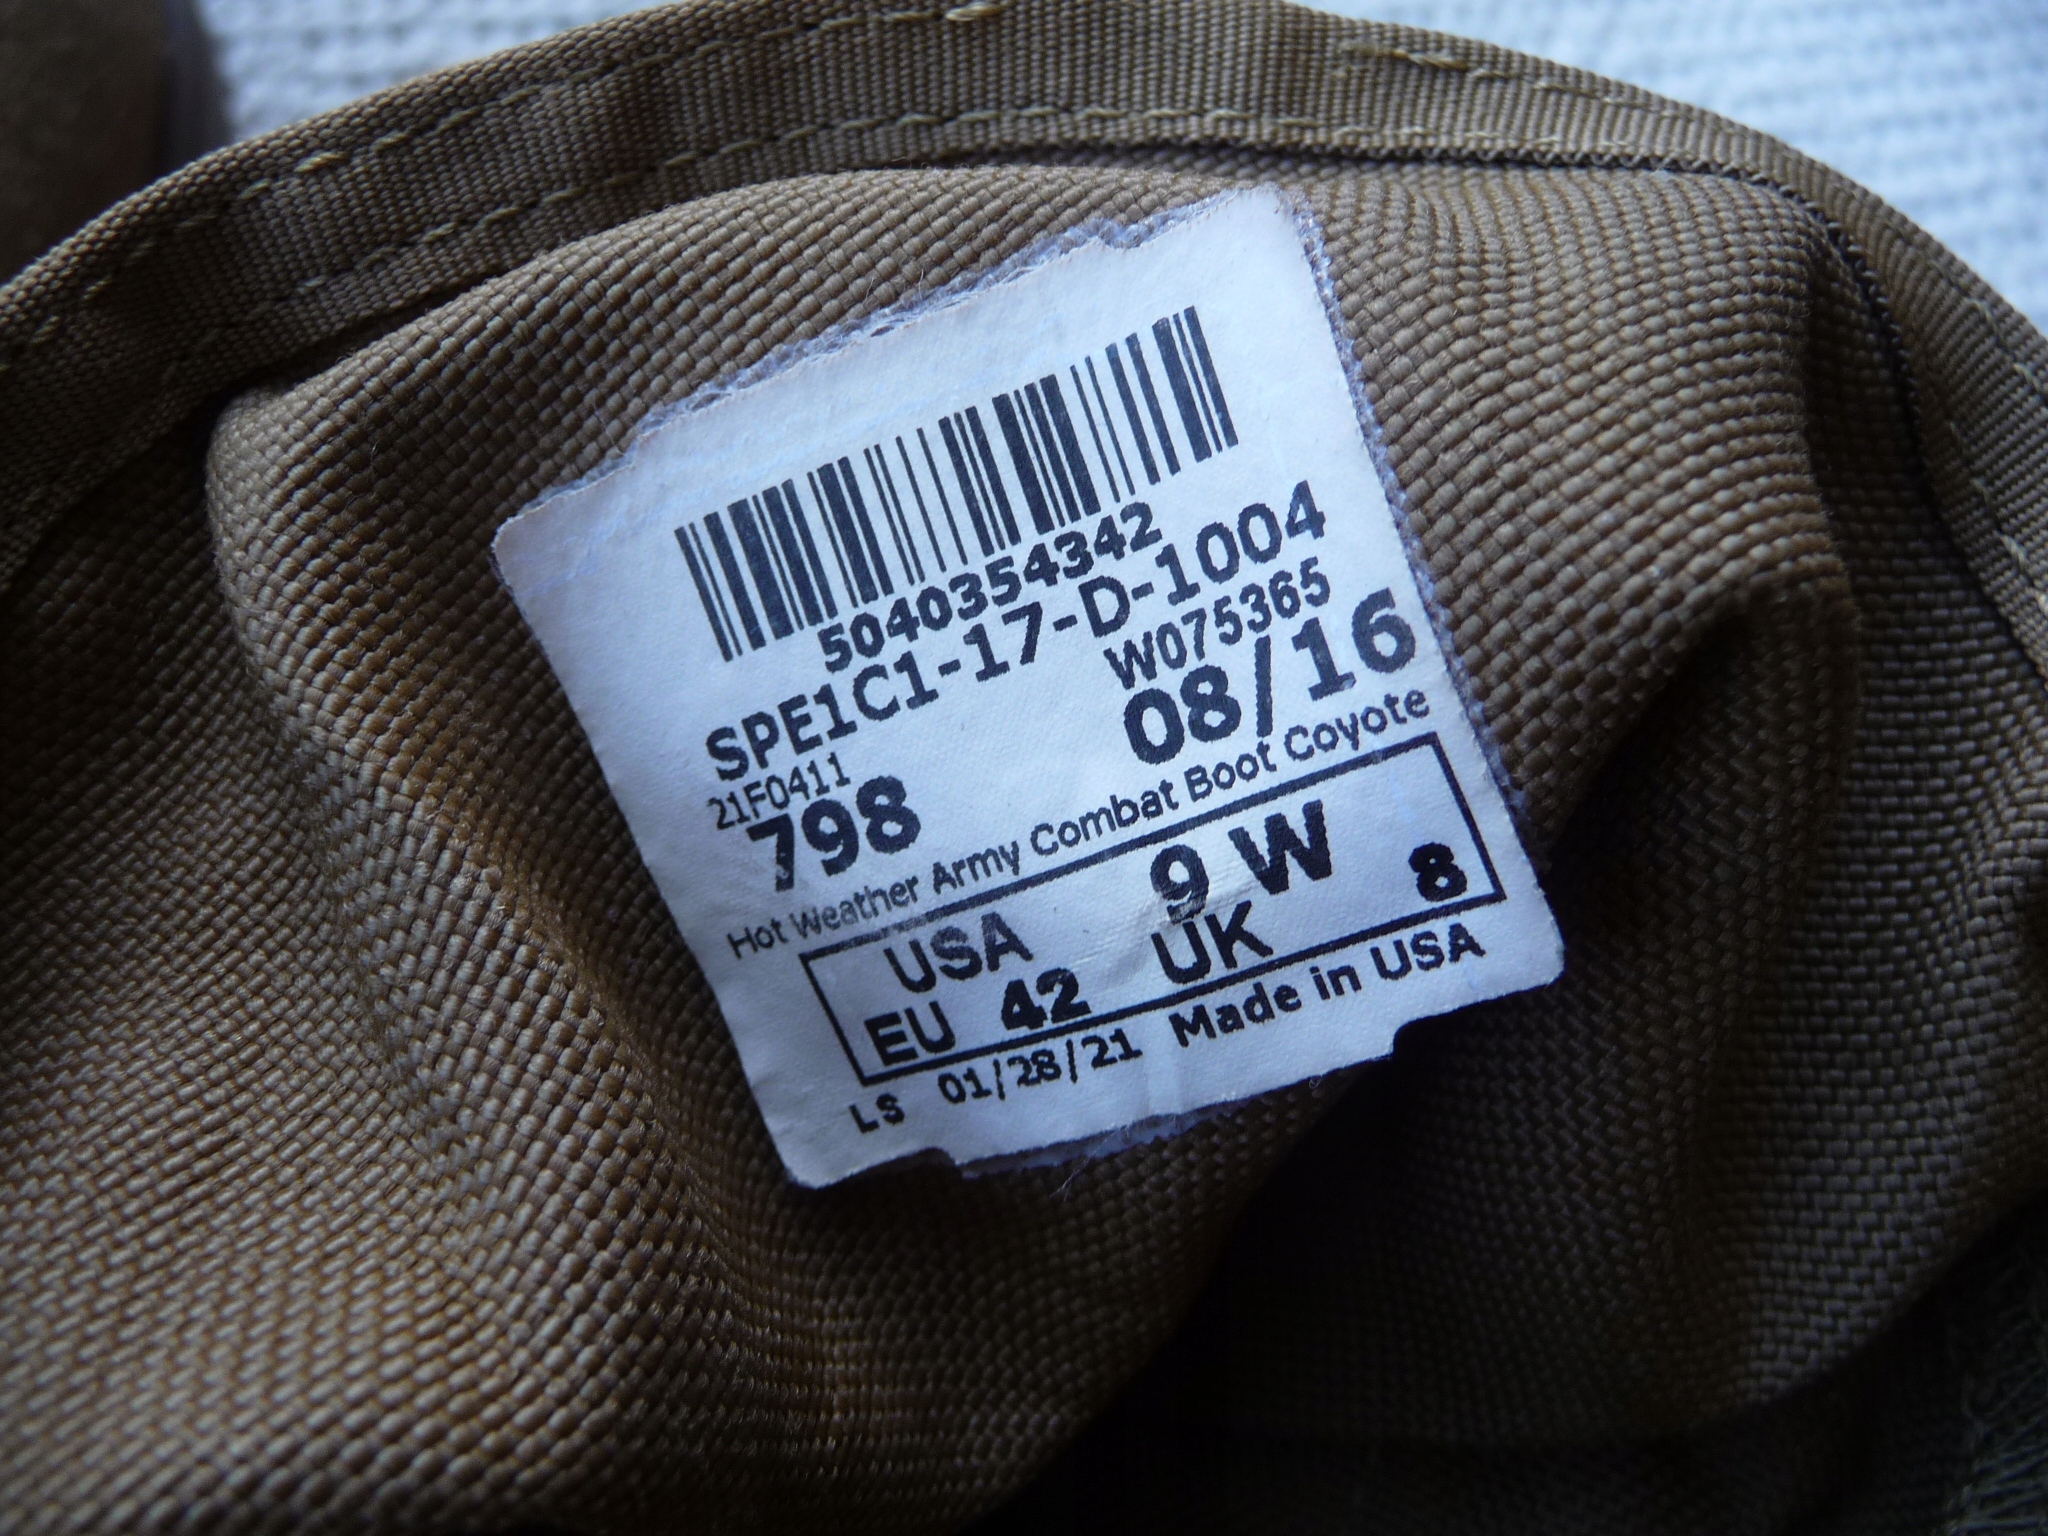 5040354342
SPE1C1-17-D-1004
21F0411 W075365
798 08/16
Hot Weather Army Combat Boot Coyote
USA 9 W
EU 42 UK 8
LS 01/28/21 Made in USA